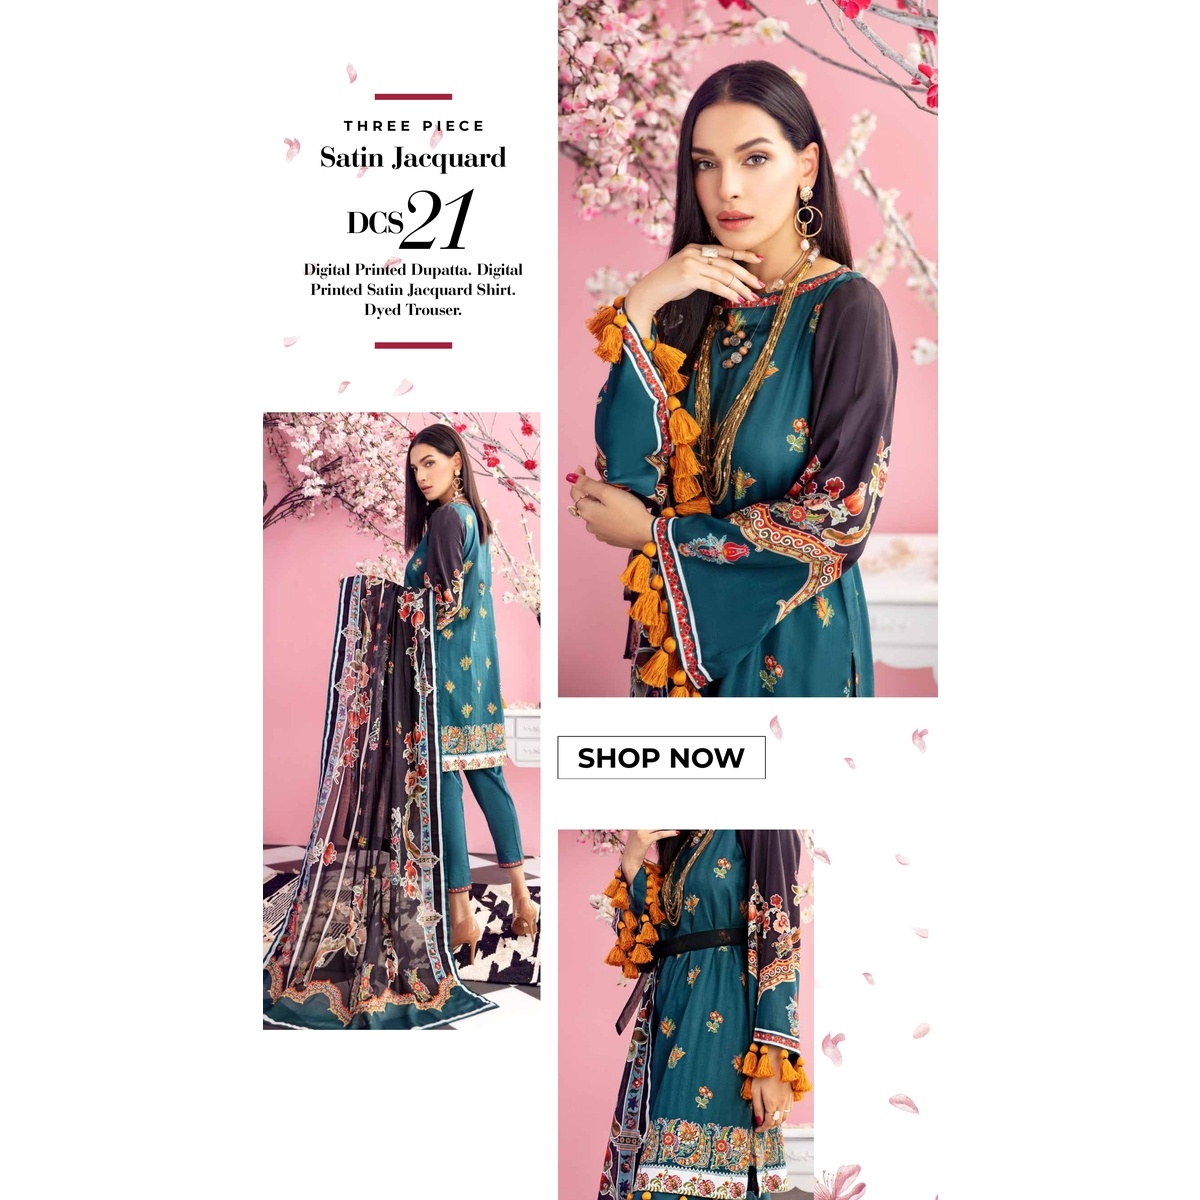 THREE PIECE
Satin Jacquard
DCS21
Digital Printed Dupatta. Digital
Printed Satin Jacquard Shirt.
Dyed Trouser.
SHOP NOW